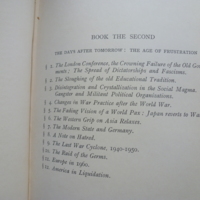 BOOK THE SECOND
THE DAYS AFTER TOMORROW: THE AGE OF FRUSTRATION
§ 1. The London Conference, the Crowning Failure of the Old Govern-
ments; The Spread of Dictatorships and Fascisms.
§ 2. The Sloughing of the old Educational Tradition.
§ 3. Disintegration and Crystallization in the Social Magma. The
Gangster and Militant Political Organizations.
§ 4. Changes in War Practice after the World War.
§ 5. The Fading Vision of a World Pax: Japan reverts to Warfare.
§ 6. The Western Grip on Asia Relaxes.
§ 7. The Modern State and Germany.
§ 8. A Note on Hatred.
§ 9. The Last War Cyclone, 1940-1950.
§ 10. The Raid of the Germs.
§ 11. Europe in 1960.
§ 12. America in Liquidation.